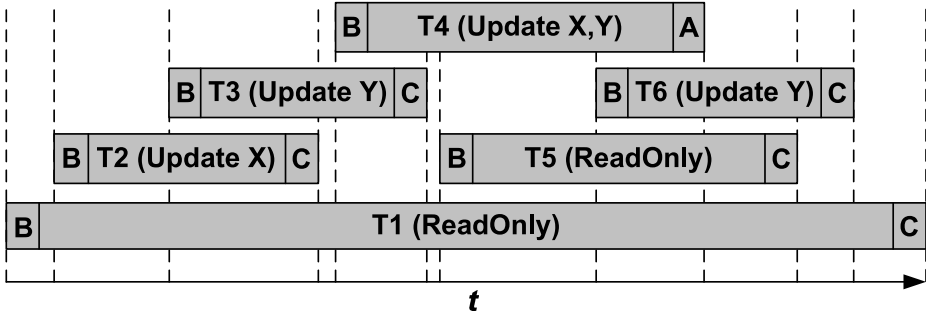 B T4 (Update X,Y) A
B T3 (Update Y) C B T6 (Update Y) C
B T2 (Update X) C B T5 (ReadOnly) C
B T1 (ReadOnly) C
t